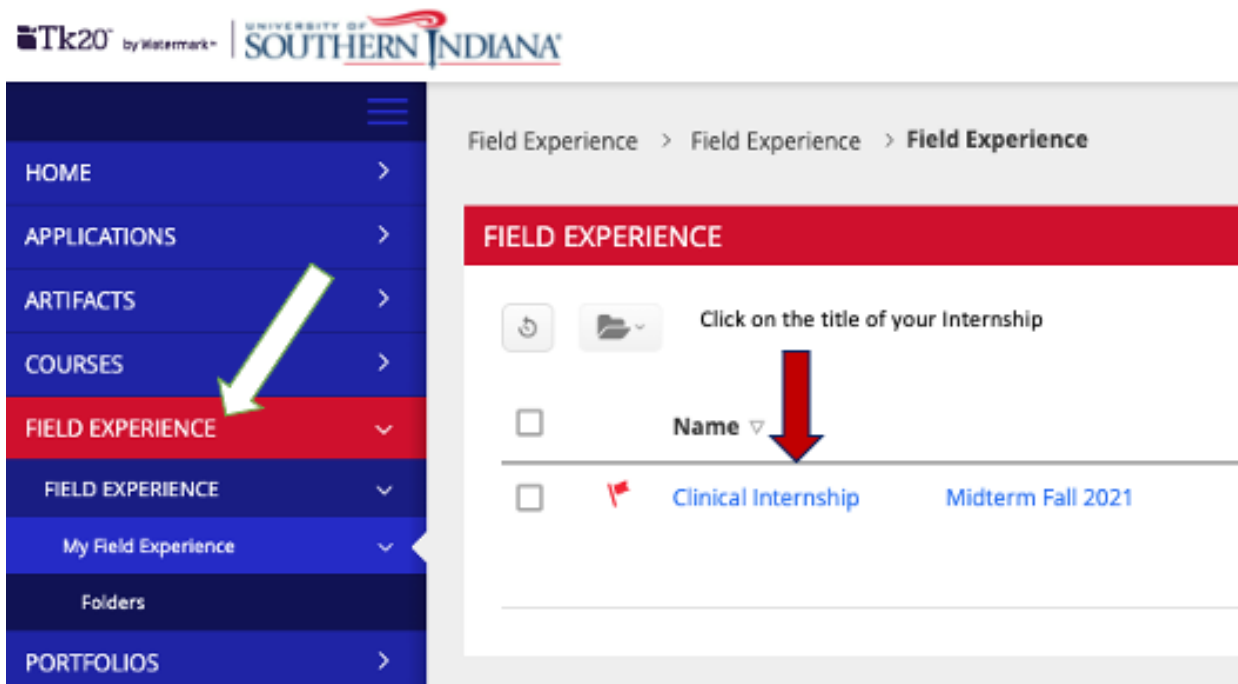 Tk20™ by Watermark™
UNIVERSITY OF
SOUTHERN INDIANA®
HOME
APPLICATIONS
ARTIFACTS
COURSES
FIELD EXPERIENCE
FIELD EXPERIENCE
My Field Experience
Folders
PORTFOLIOS
Field Experience > Field Experience > Field Experience
FIELD EXPERIENCE
Click on the title of your Internship
Name
Clinical Internship Midterm Fall 2021